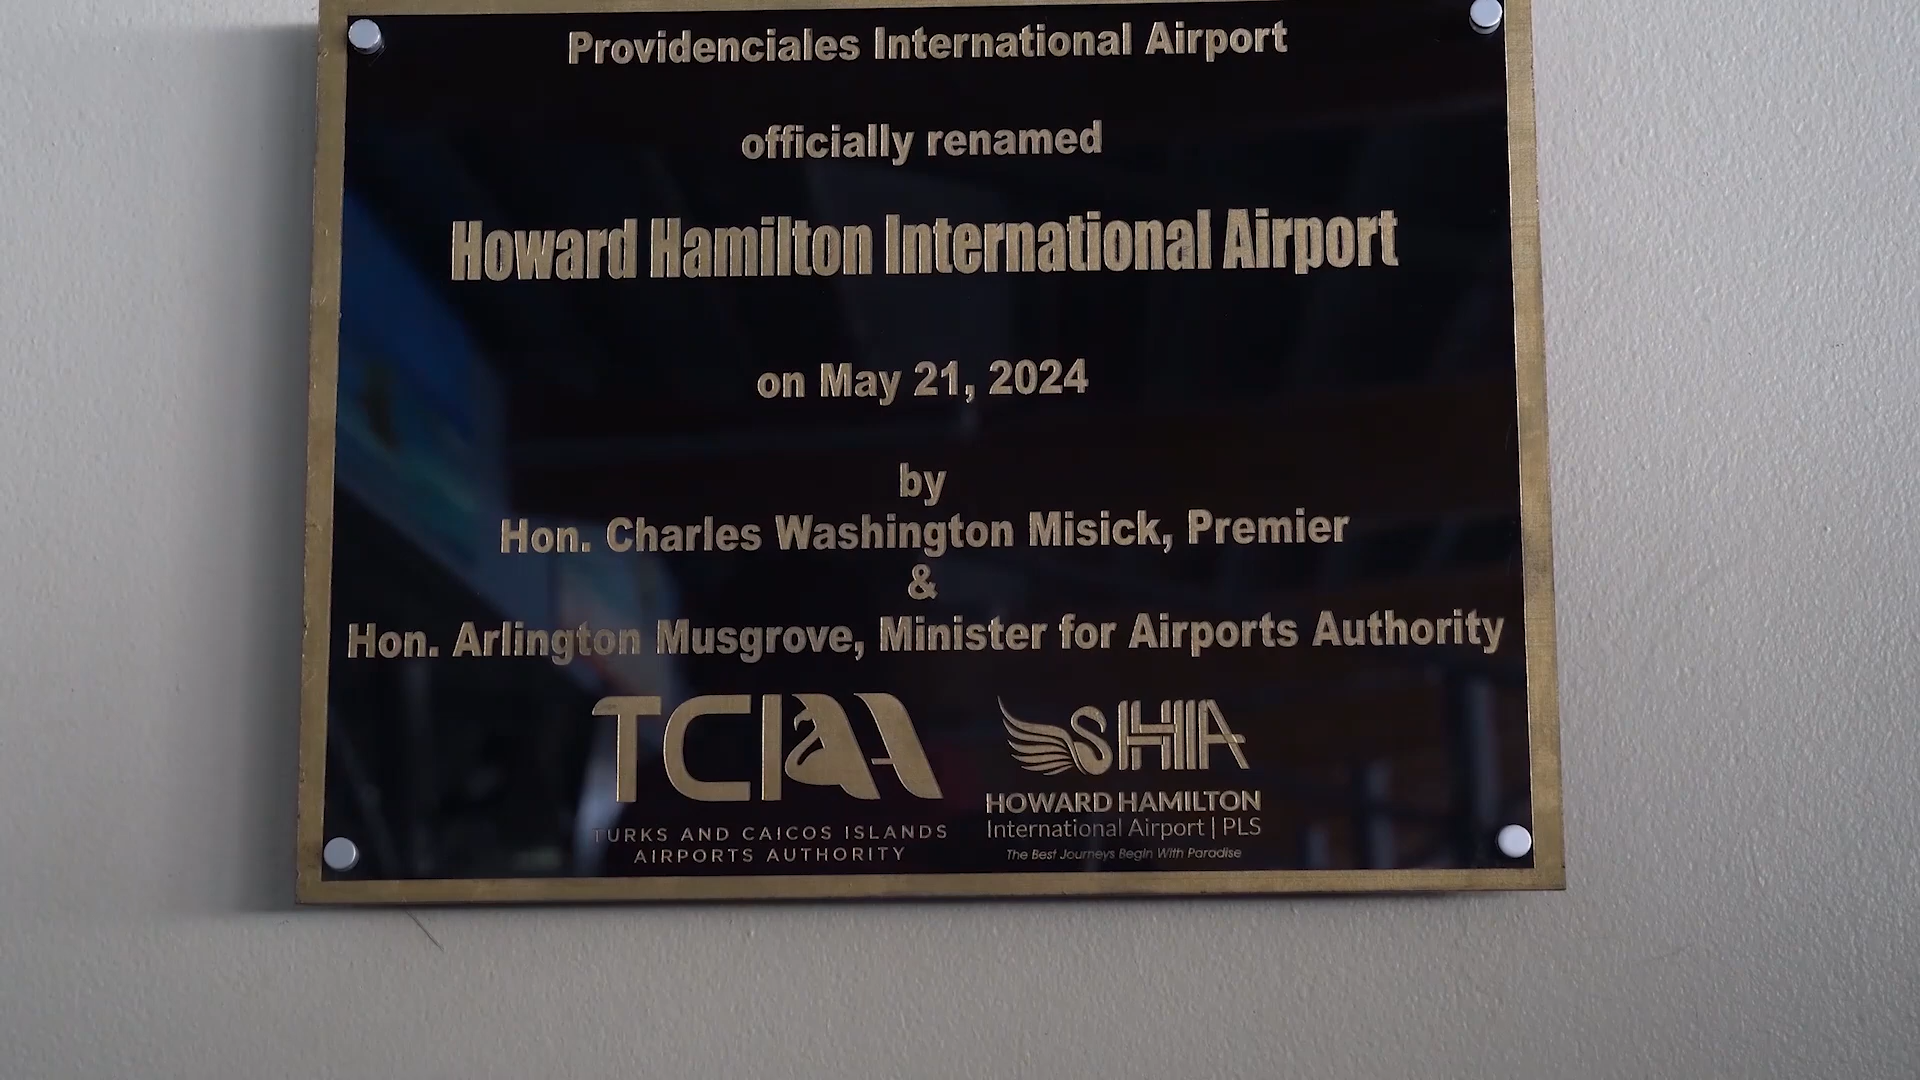 Providenciales International Airport
officially renamed
Howard Hamilton International Airport
on May 21, 2024
by
Hon. Charles Washington Misick, Premier
&
Hon. Arlington Musgrove, Minister for Airports Authority
TCIAA
TURKS AND CAICOS ISLANDS
AIRPORTS AUTHORITY
HIA
HOWARD HAMILTON
International Airport | PLS
The Best Journeys Begin With Paradise